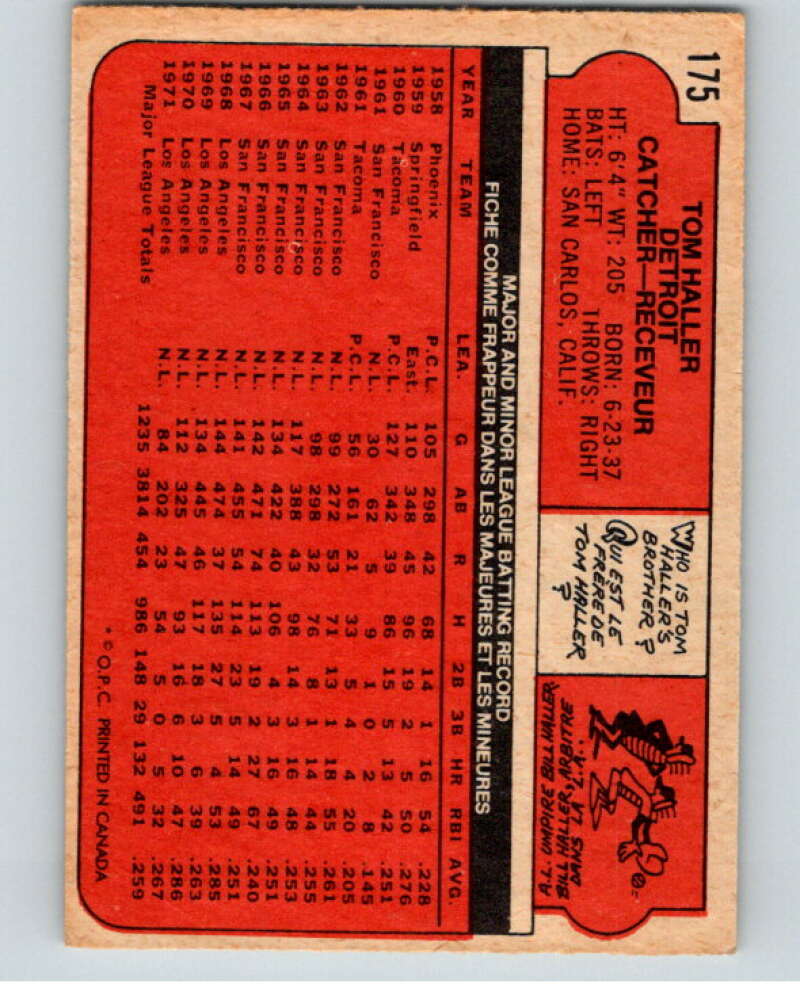 175
TOM HALLER
DETROIT
CATCHER—RECEVEUR
HT: 6'4" WT: 205 BORN: 6-23-37
BATS: LEFT THROWS: RIGHT
HOME: SAN CARLOS, CALIF.
WHO IS TOM
HALLER'S
BROTHER?
QUI EST LE
FRÈRE DE
TOM HALLER
?
A.L. UMPIRE BILL HALLER
BILL HALLER, ARBITRE
DANS LA L.A.
MAJOR AND MINOR LEAGUE BATTING RECORD
FICHE COMME FRAPPEUR DANS LES MAJEURES ET LES MINEURES
YEAR TEAM LEA. G AB R H 2B 3B HR RBI AVG.
1958 Phoenix P.C.L. 105 298 42 68 14 1 16 54 .228
1959 Springfield East. 110 348 45 96 19 2 5 50 .276
1960 Tacoma P.C.L. 127 342 39 86 15 5 13 42 .251
1961 San Francisco N.L. 30 62 5 9 1 0 2 8 .145
1961 Tacoma P.C.L. 56 161 21 33 5 4 4 20 .205
1962 San Francisco N.L. 99 272 53 71 13 1 18 55 .261
1963 San Francisco N.L. 98 298 32 76 8 1 14 44 .255
1964 San Francisco N.L. 117 388 43 98 14 3 16 48 .253
1965 San Francisco N.L. 134 422 40 106 4 3 16 49 .251
1966 San Francisco N.L. 142 471 74 113 19 2 27 67 .240
1967 San Francisco N.L. 141 455 54 114 23 5 14 49 .251
1968 Los Angeles N.L. 144 474 37 135 27 5 4 53 .285
1969 Los Angeles N.L. 134 445 46 117 18 3 6 39 .263
1970 Los Angeles N.L. 112 325 47 93 16 6 10 47 .286
1971 Los Angeles N.L. 84 202 23 54 5 0 5 32 .267
Major League Totals 1235 3814 454 986 148 29 132 491 .259
* © O.P.C. PRINTED IN CANADA